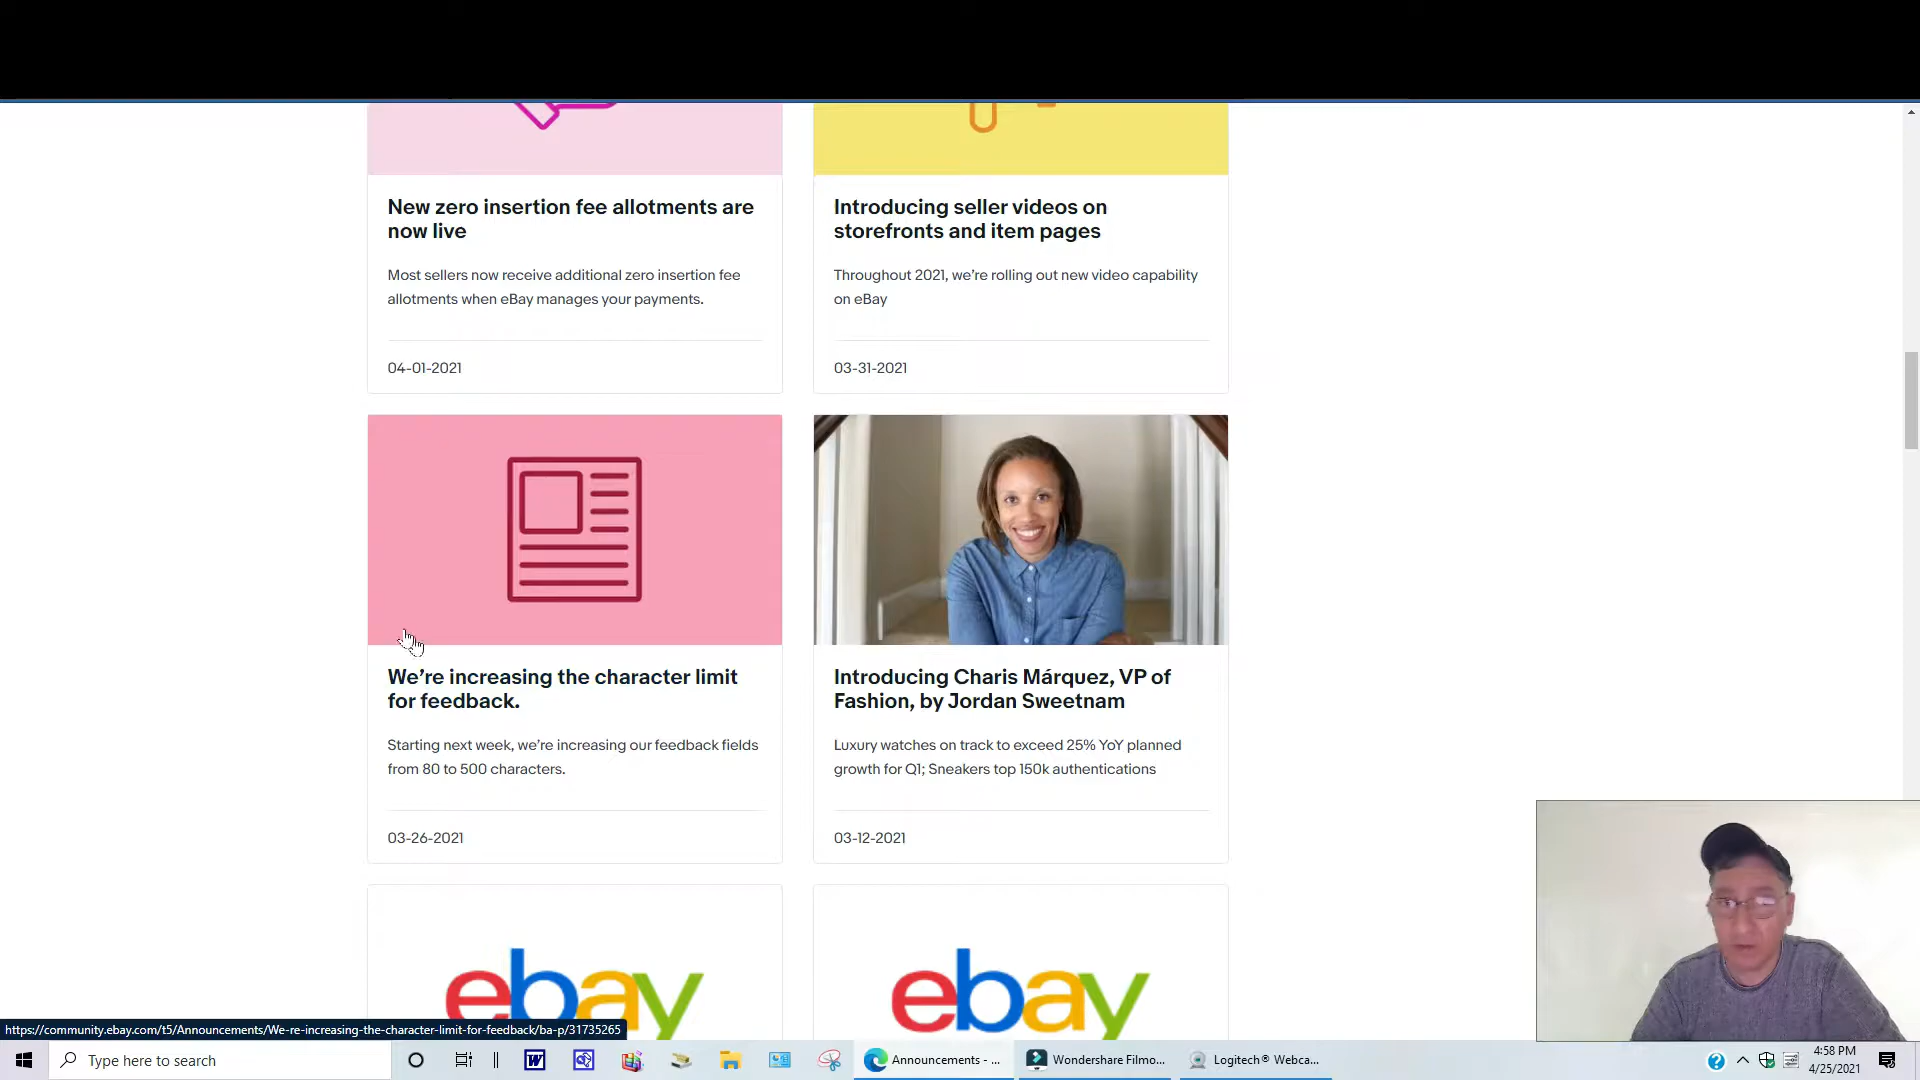 New zero insertion fee allotments are
now live
Most sellers now receive additional zero insertion fee
allotments when eBay manages your payments.
04-01-2021
Introducing seller videos on
storefronts and item pages
Throughout 2021, we’re rolling out new video capability
on eBay
03-31-2021
We’re increasing the character limit
for feedback.
Starting next week, we’re increasing our feedback fields
from 80 to 500 characters.
03-26-2021
Introducing Charis Márquez, VP of
Fashion, by Jordan Sweetnam
Luxury watches on track to exceed 25% YoY planned
growth for Q1; Sneakers top 150k authentications
03-12-2021
ebay
ebay
https://community.ebay.com/t5/Announcements/We-re-increasing-the-character-limit-for-feedback/ba-p/31735265
Type here to search
W
Announcements - ...
Wondershare Filmo...
Logitech® Webca...
?
4:58 PM
4/25/2021